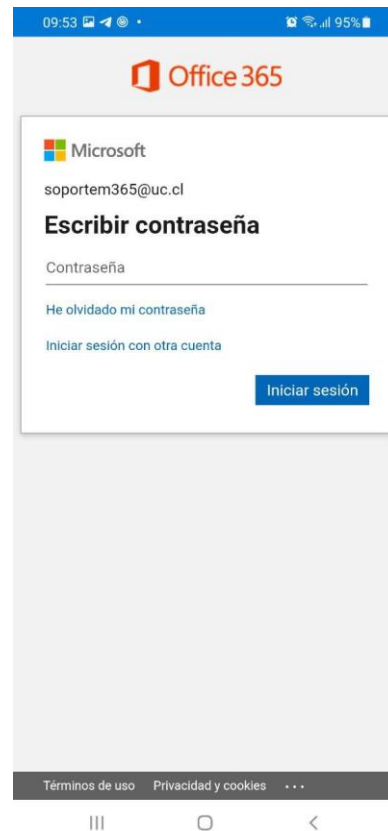 09:53 95%
Office 365
Microsoft
soportem365@uc.cl
Escribir contraseña
Contraseña
He olvidado mi contraseña
Iniciar sesión con otra cuenta
Iniciar sesión
Términos de uso Privacidad y cookies ...